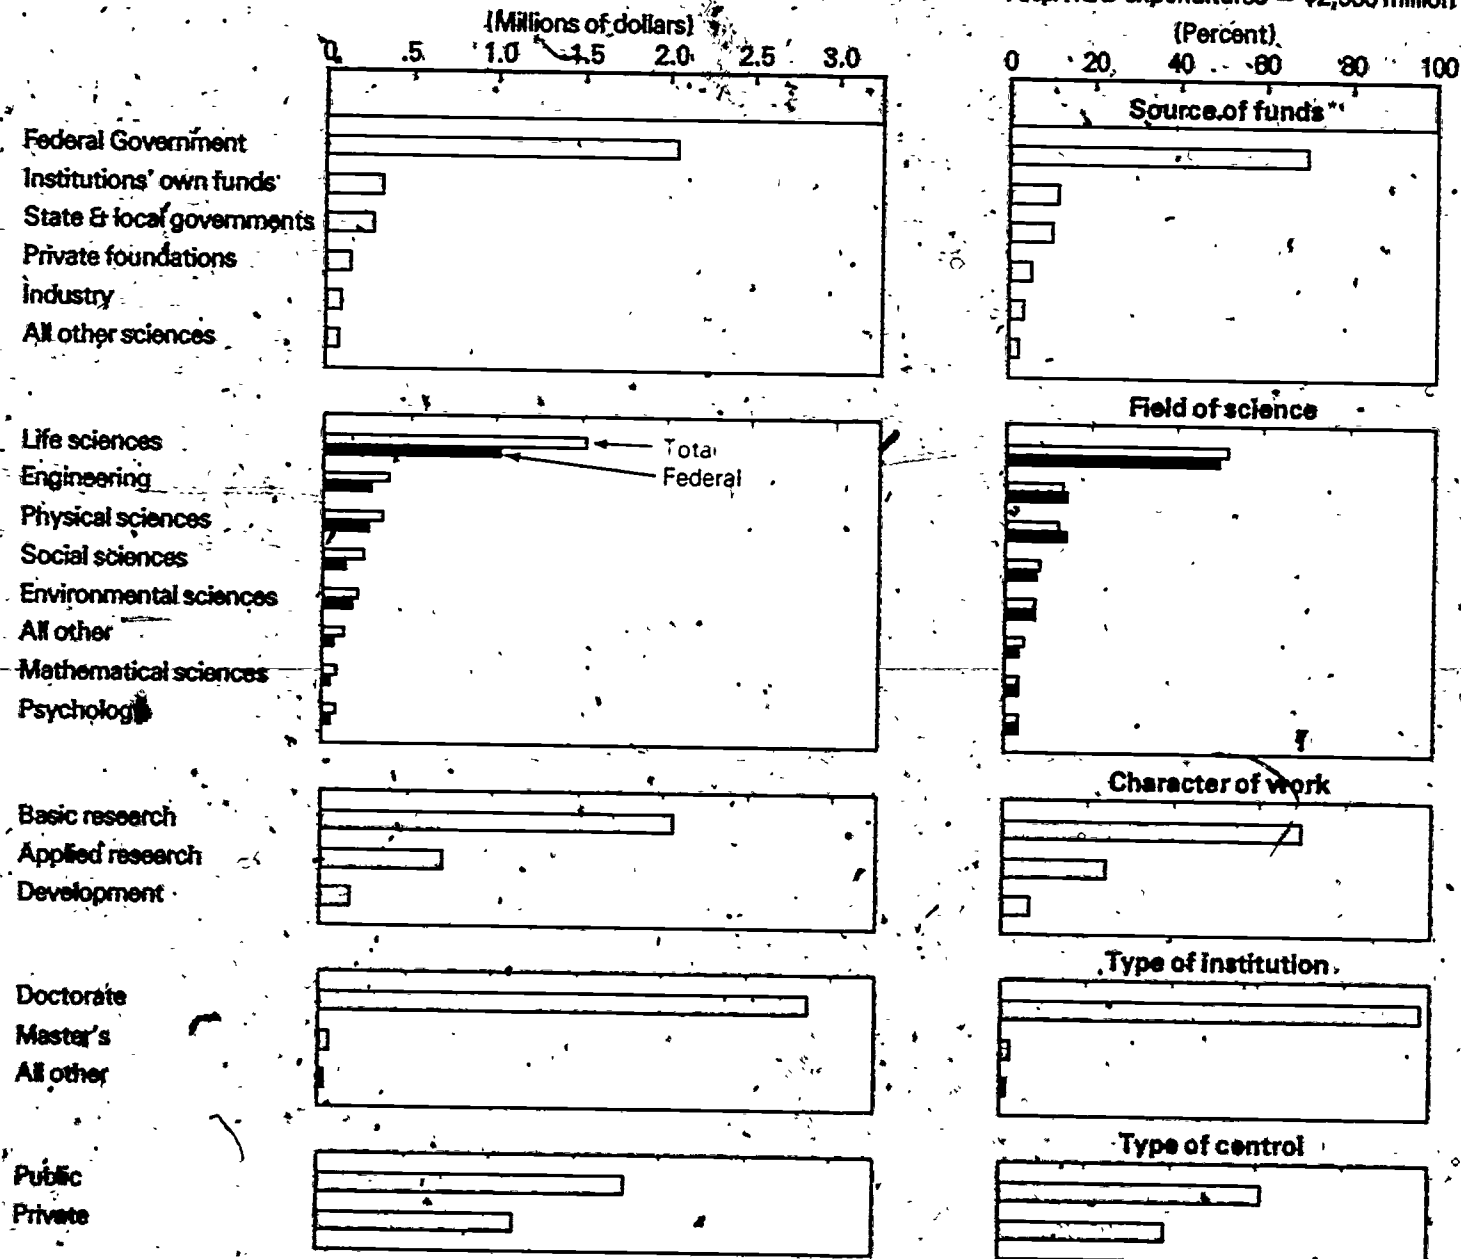 (Millions of dollars)
0 .5 1.0 1.5 2.0 2.5 3.0
(Percent)
0 20 40 60 80 100
Source of funds
Federal Government
Institutions' own funds
State & local governments
Private foundations
Industry
All other sciences
Field of science
Life sciences
Total
Federal
Engineering
Physical sciences
Social sciences
Environmental sciences
All other
Mathematical sciences
Psychology
Character of work
Basic research
Applied research
Development
Type of institution
Doctorate
Master's
All other
Type of control
Public
Private